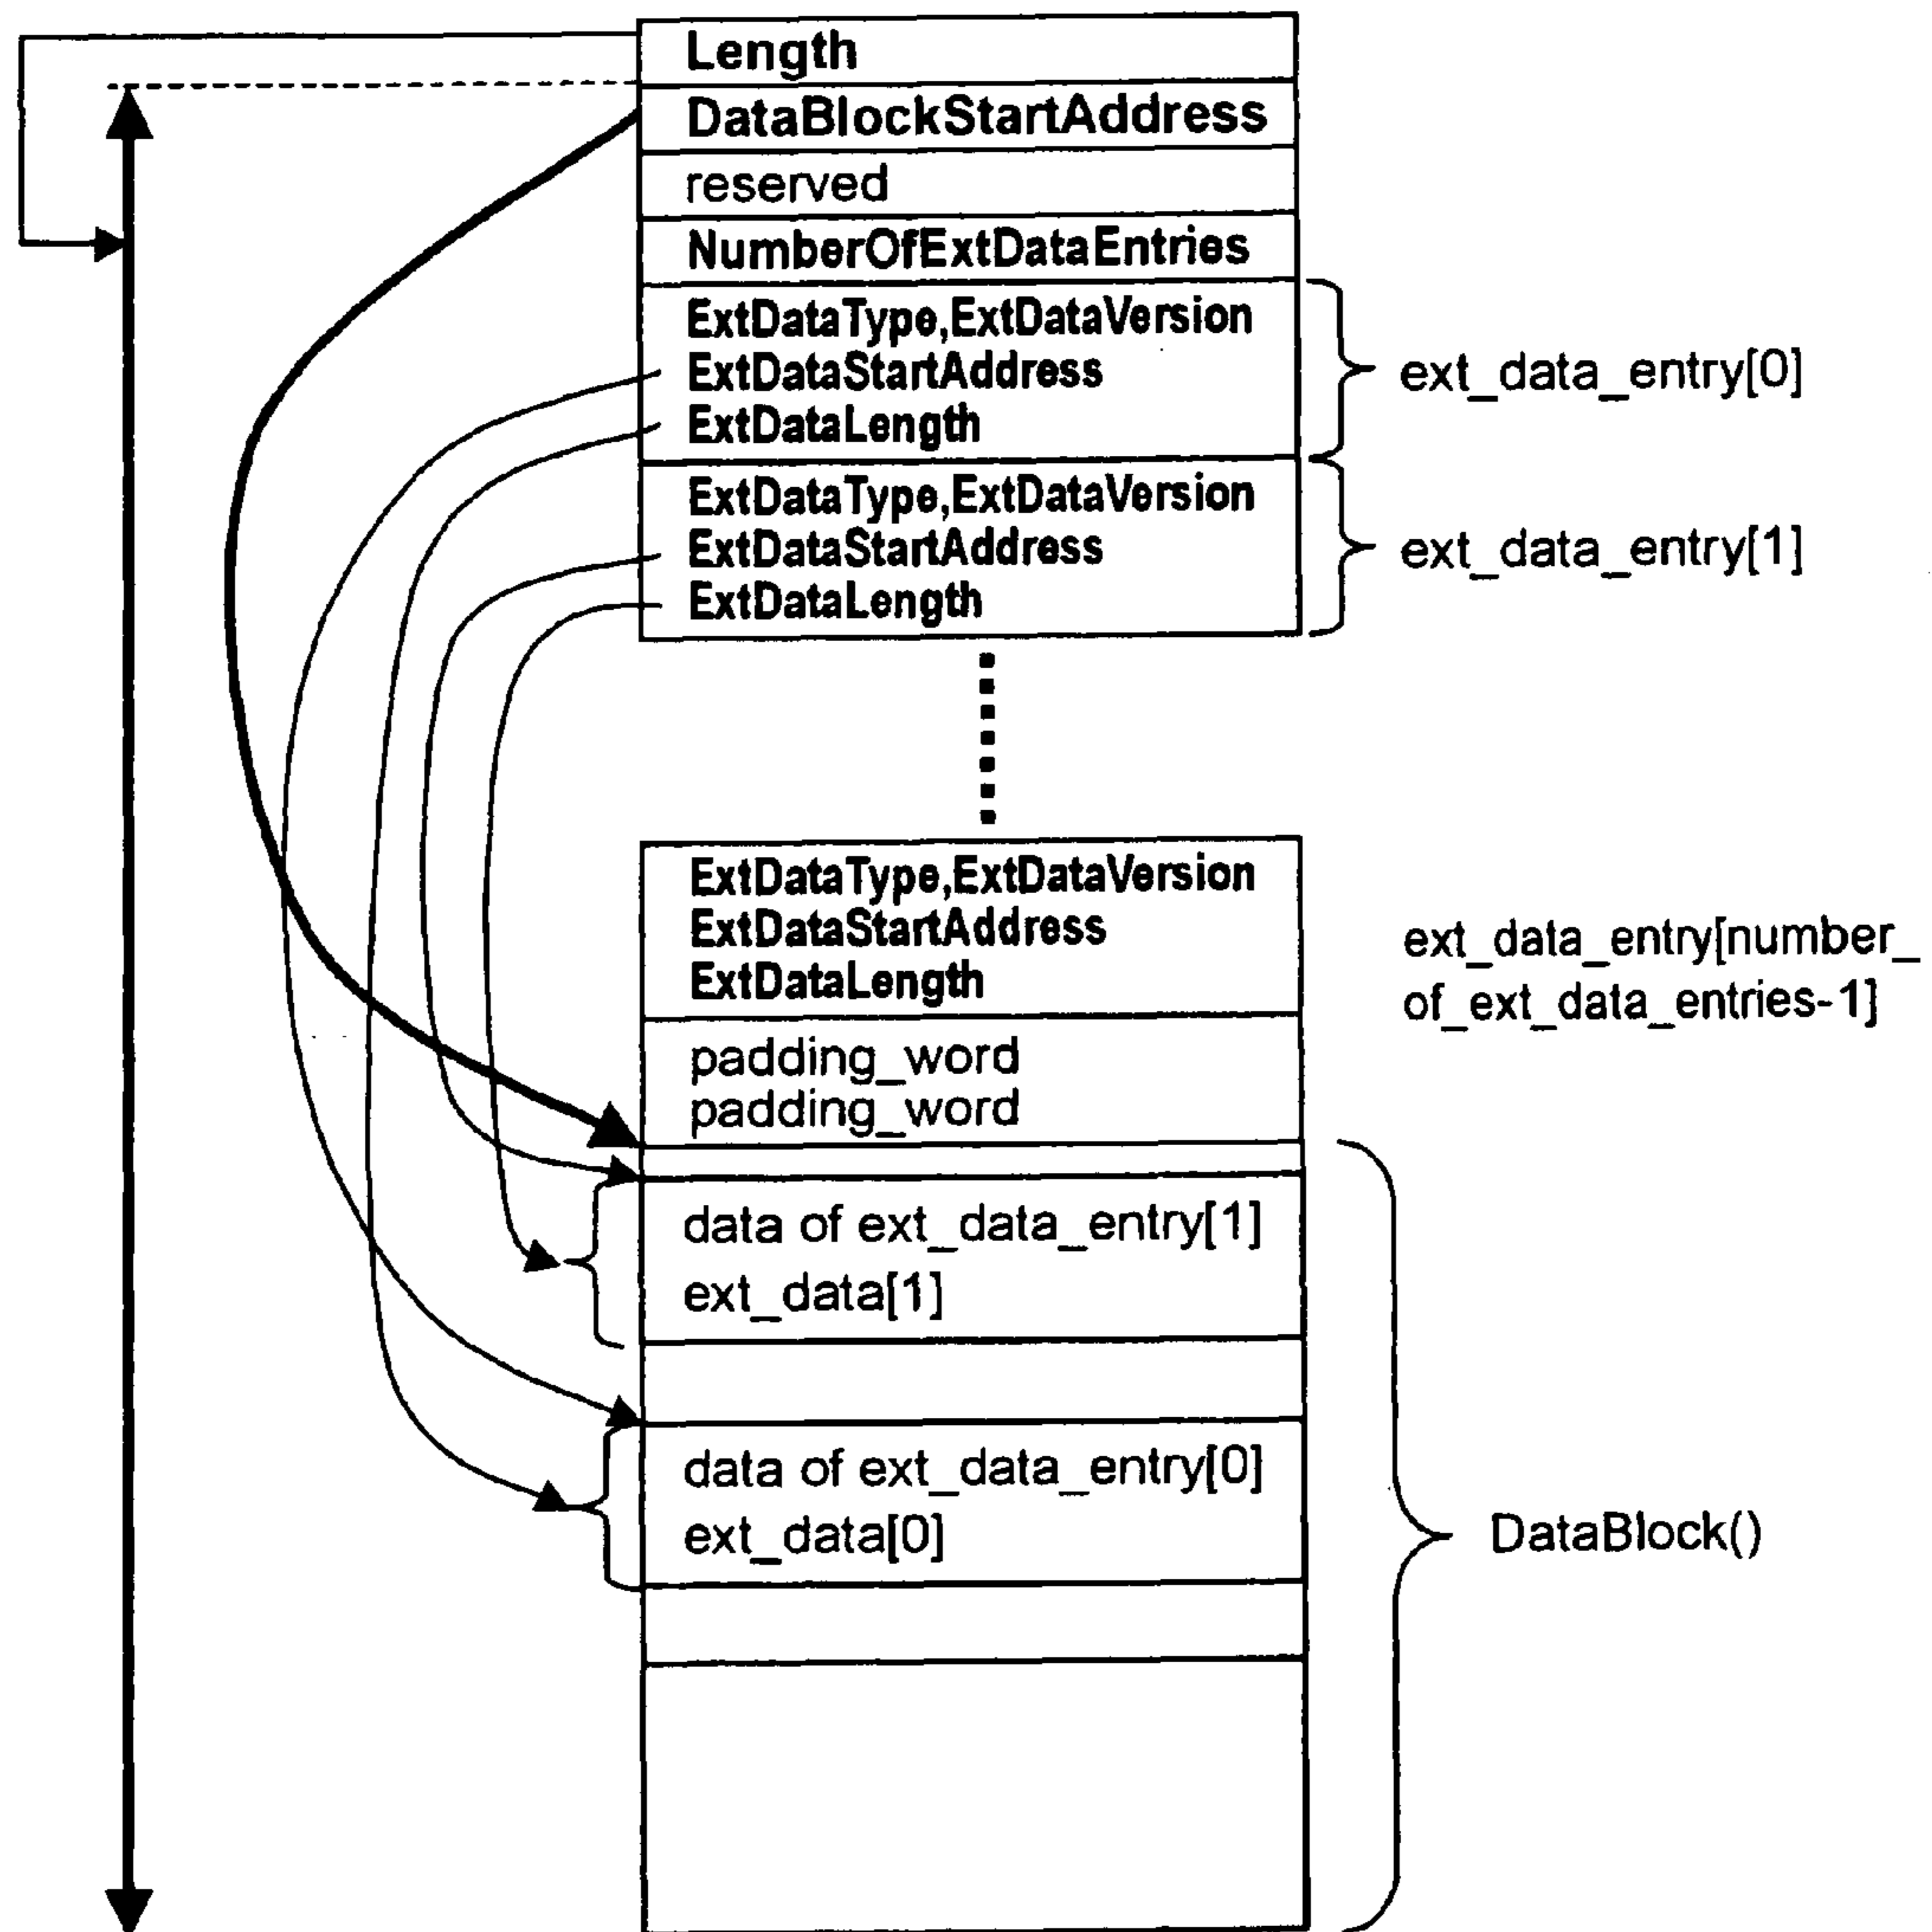 Length
DataBlockStartAddress
reserved
NumberOfExtDataEntries
ExtDataType,ExtDataVersion
ExtDataStartAddress
ExtDataLength
ext_data_entry[0]
ExtDataType,ExtDataVersion
ExtDataStartAddress
ExtDataLength
ext_data_entry[1]
ExtDataType,ExtDataVersion
ExtDataStartAddress
ExtDataLength
ext_data_entry[number_
of_ext_data_entries-1]
padding_word
padding_word
data of ext_data_entry[1]
ext_data[1]
data of ext_data_entry[0]
ext_data[0]
DataBlock()